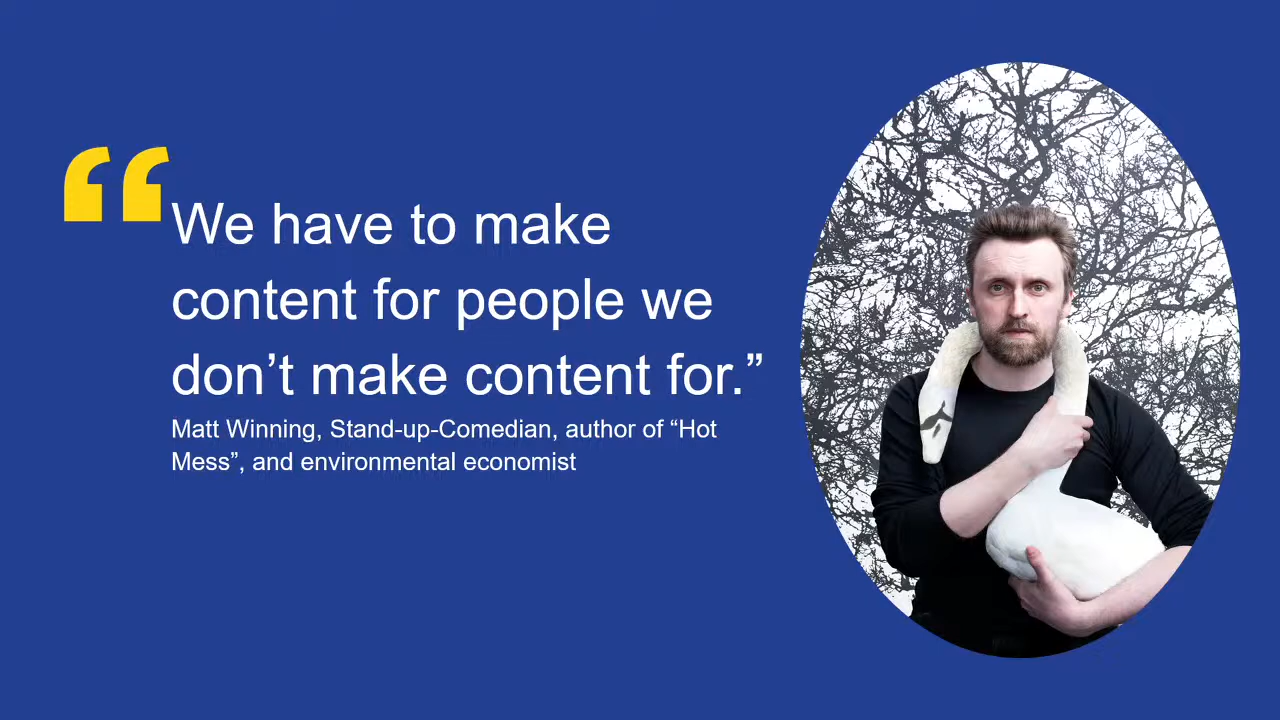 “We have to make
content for people we
don’t make content for.”
Matt Winning, Stand-up-Comedian, author of “Hot
Mess”, and environmental economist